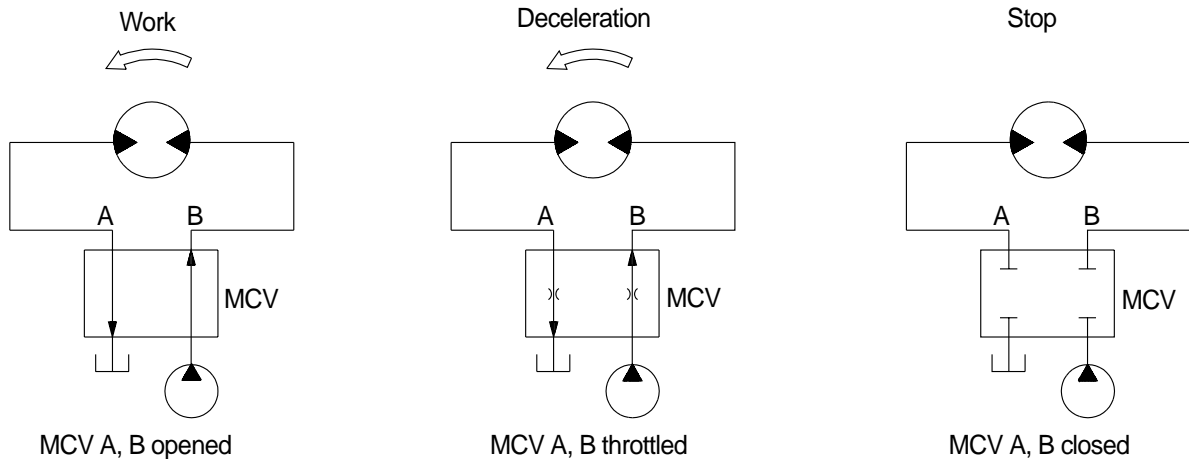 Work
Deceleration
Stop
A B
A B
A B
MCV
MCV
MCV
MCV A, B opened
MCV A, B throttled
MCV A, B closed